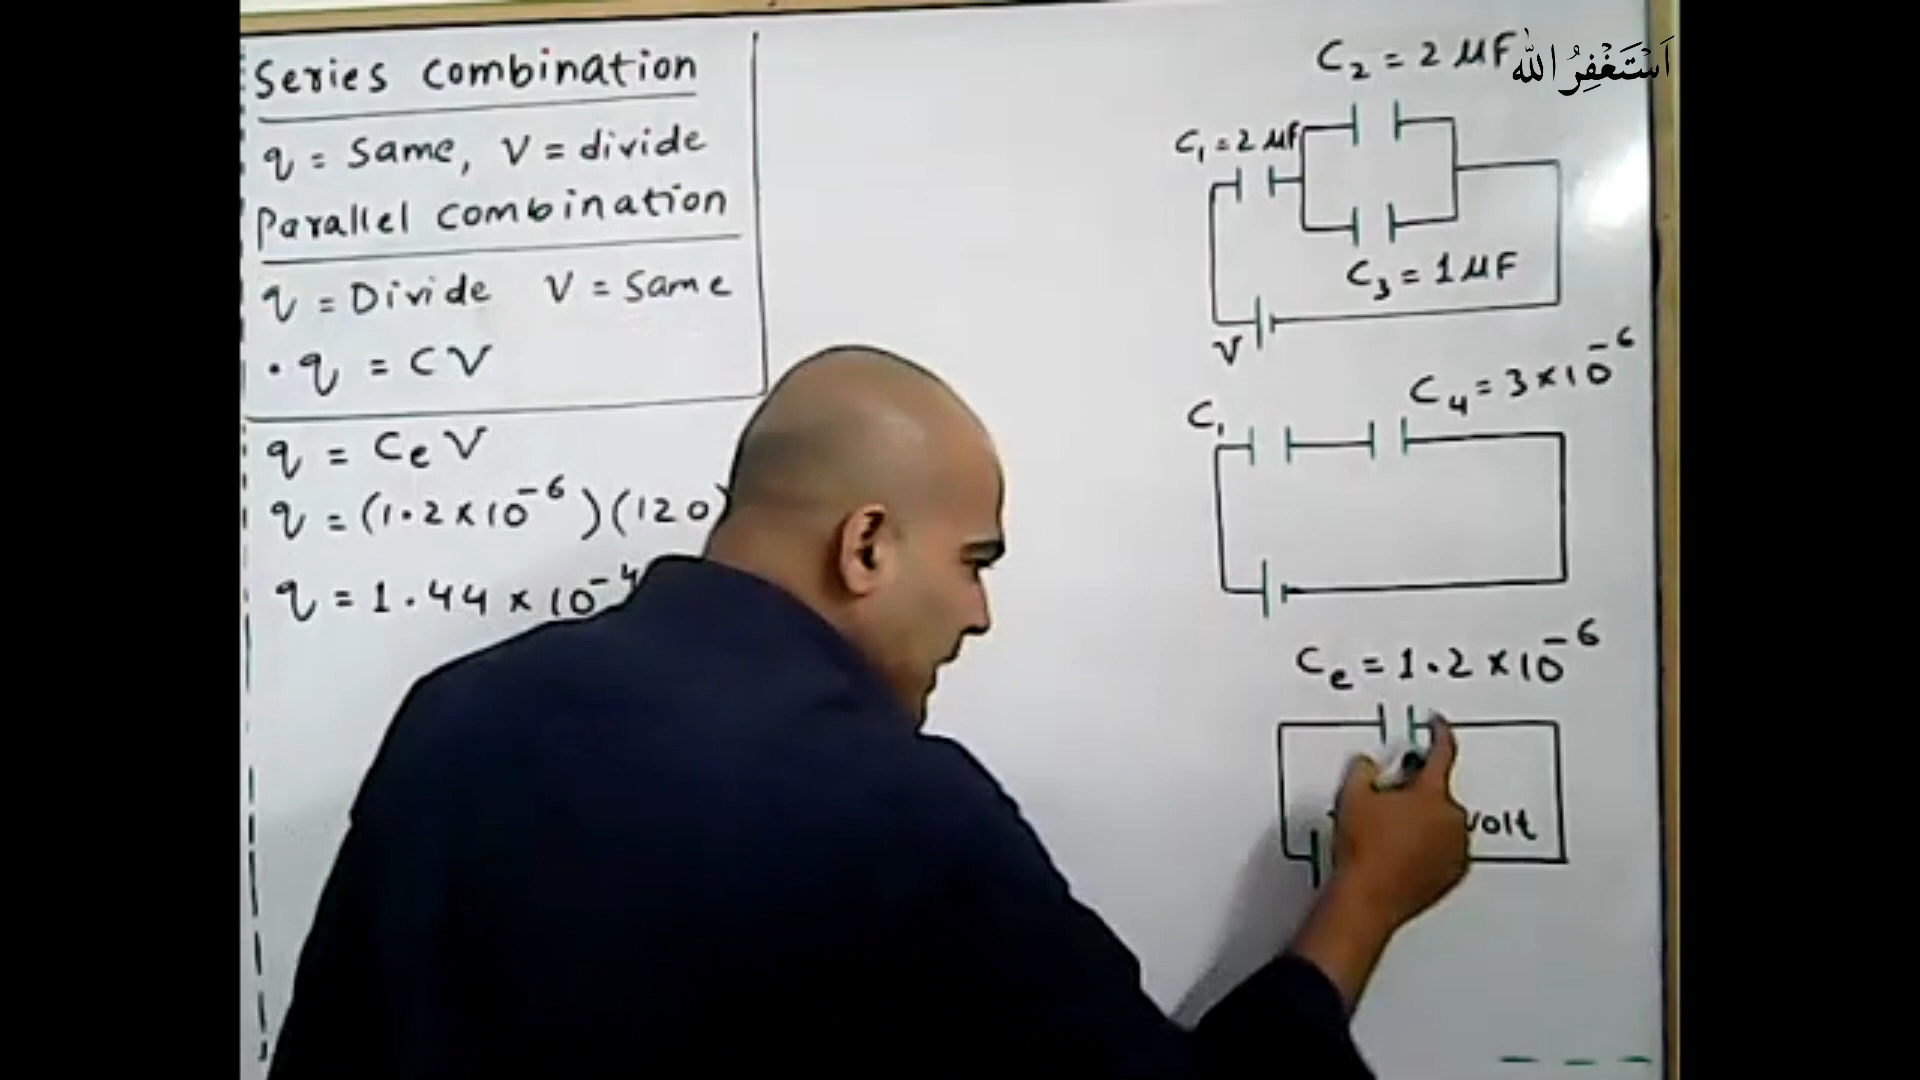 Series Combination
q = Same, V = divide
Parallel Combination
q = Divide V = Same
• q = CV
q = CeV
q = (1.2×10⁻⁶)(120)
q = 1.44×10⁻⁴
اَسْتَغْفِرُ اللّٰه
C₂ = 2 μF
C₁ = 2 μF
C₃ = 1 μF
V
C₄ = 3×10⁻⁶
C₁
Ce = 1.2×10⁻⁶
volt